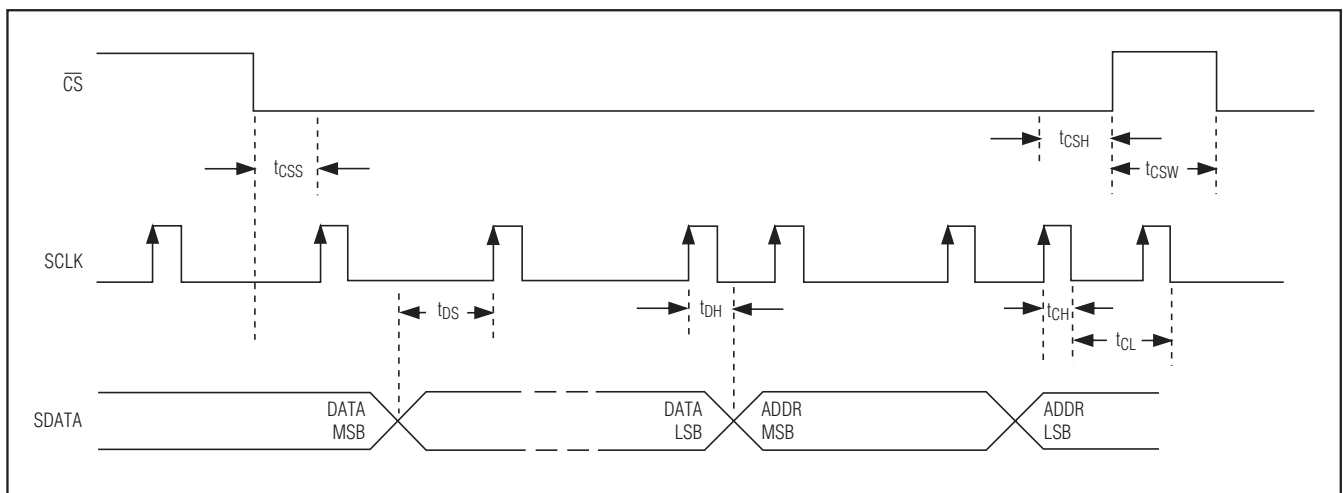 CS
tCSS
tCSH
tCSW
SCLK
tDS
tDH
tCH
tCL
SDATA
DATA
MSB
DATA
LSB
ADDR
MSB
ADDR
LSB